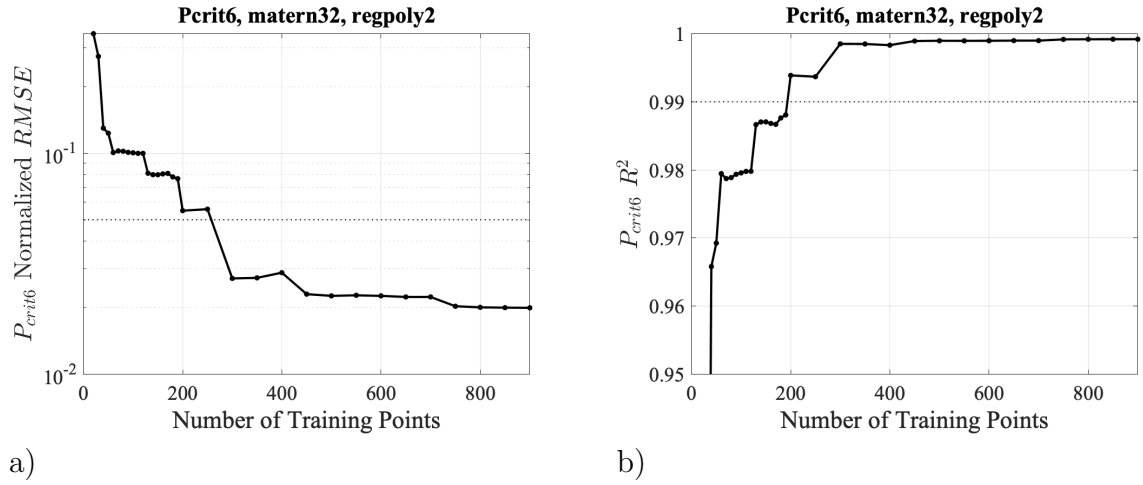 Pcrit6, matern32, regpoly2
P_crit6 Normalized RMSE
10^-1
10^-2
0
200
400
600
800
Number of Training Points
a)
Pcrit6, matern32, regpoly2
P_crit6 R^2
1
0.99
0.98
0.97
0.96
0.95
0
200
400
600
800
Number of Training Points
b)